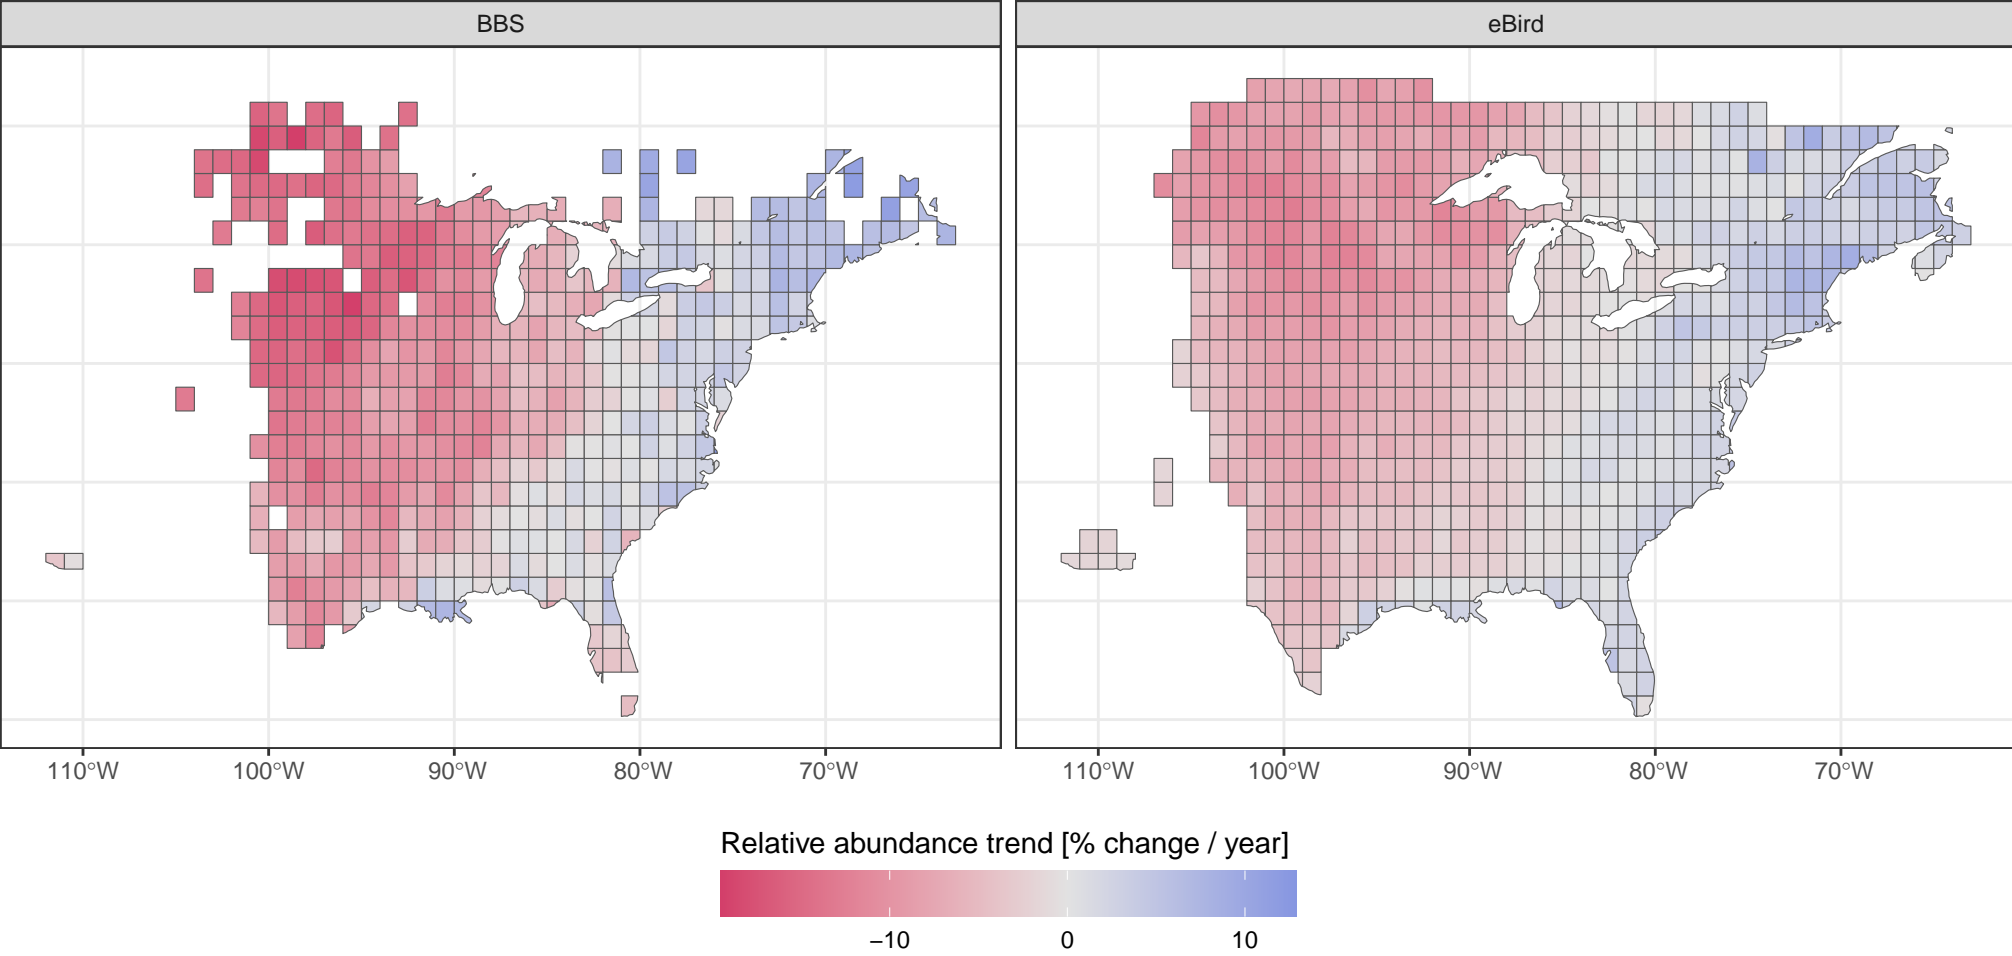 BBS
eBird
110°W 100°W 90°W 80°W 70°W
110°W 100°W 90°W 80°W 70°W
Relative abundance trend [% change / year]
−10 0 10